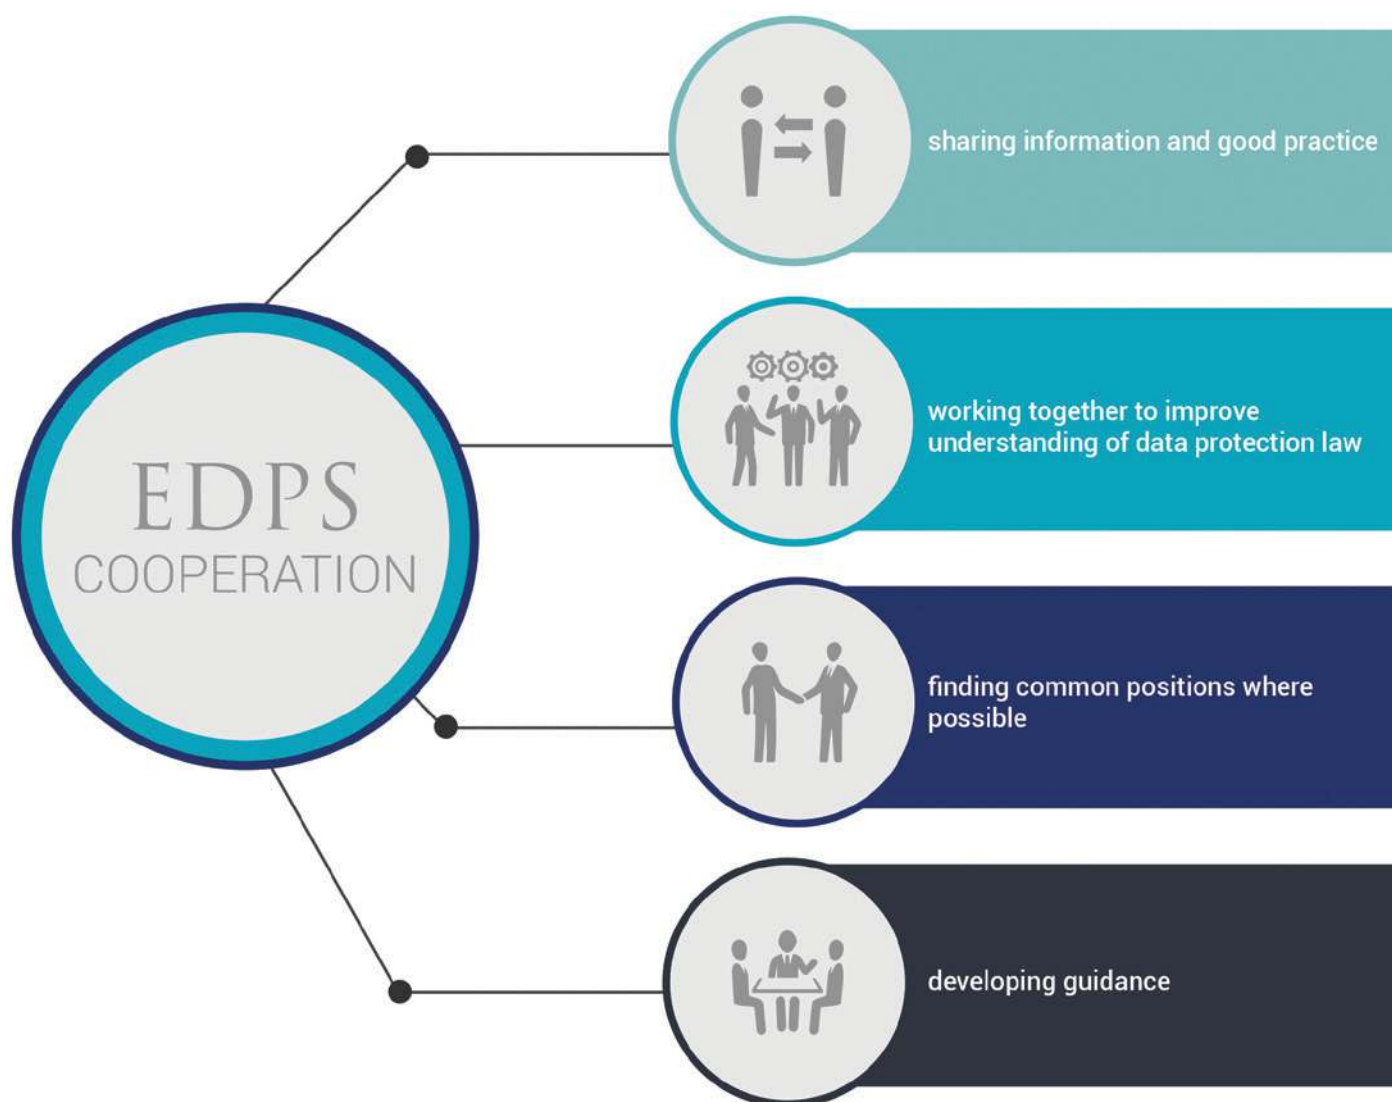 EDPS
COOPERATION
sharing information and good practice
working together to improve
understanding of data protection law
finding common positions where
possible
developing guidance